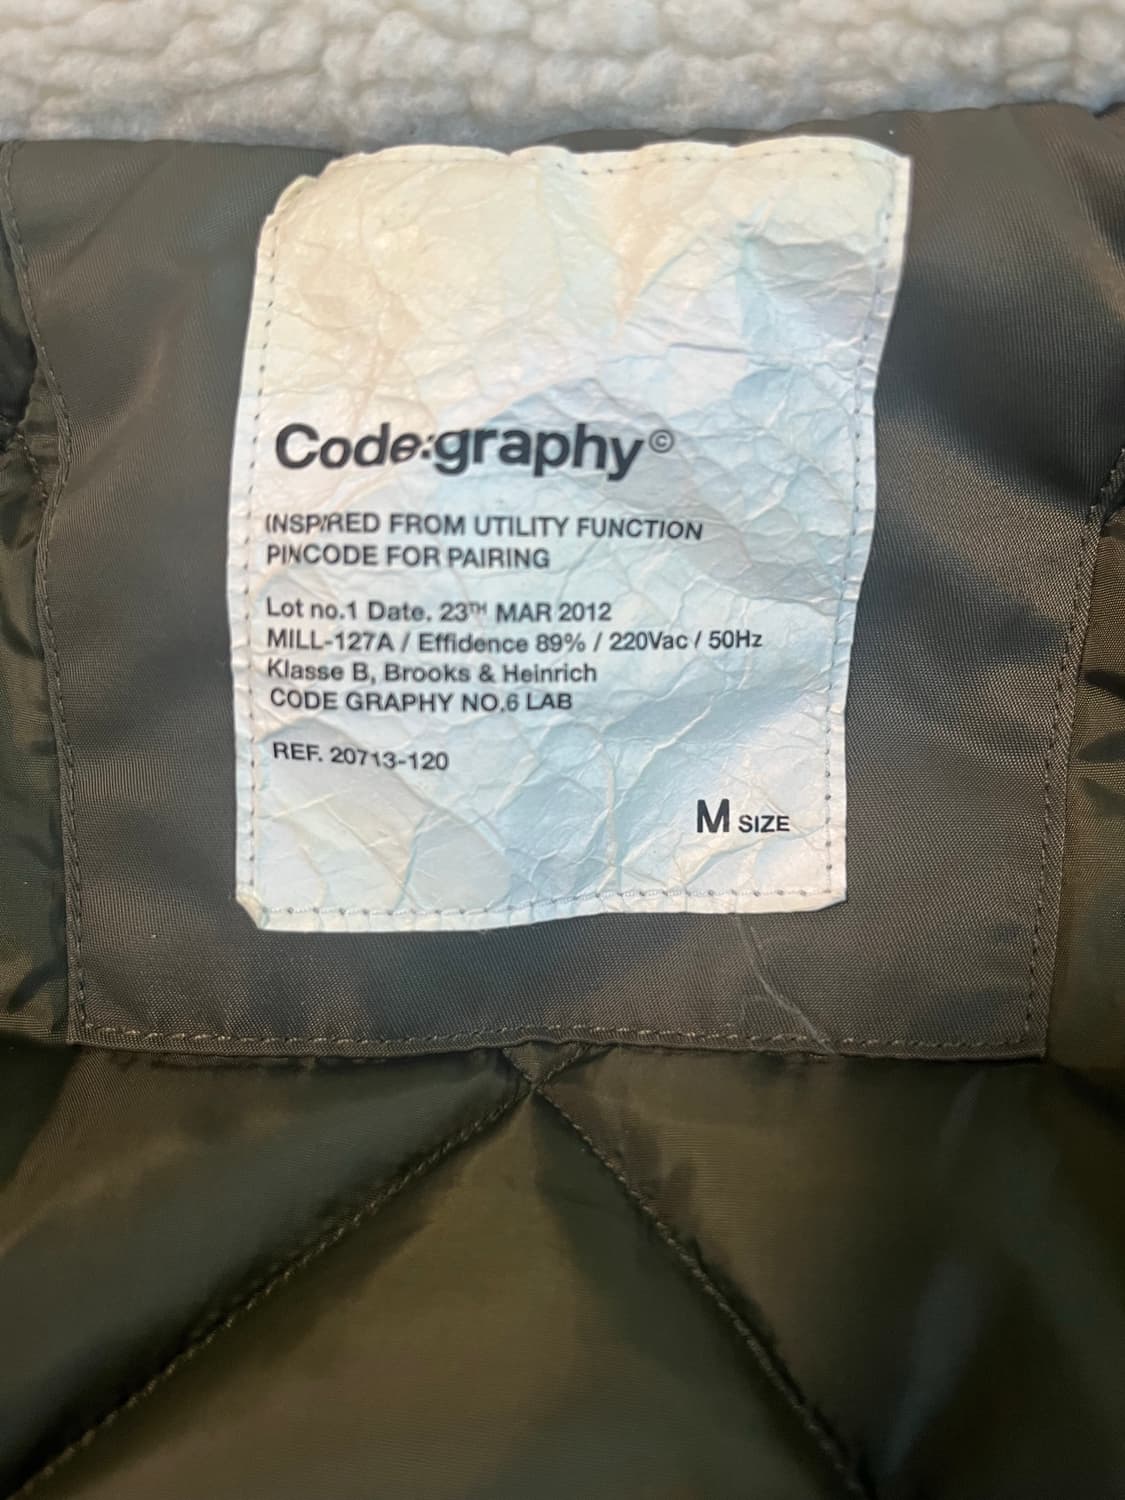 Code:graphy©
INSPIRED FROM UTILITY FUNCTION
PINCODE FOR PAIRING
Lot no.1 Date. 23TH MAR 2012
MILL-127A / Effidence 89% / 220Vac / 50Hz
Klasse B, Brooks & Heinrich
CODE GRAPHY NO.6 LAB
REF. 20713-120
M SIZE